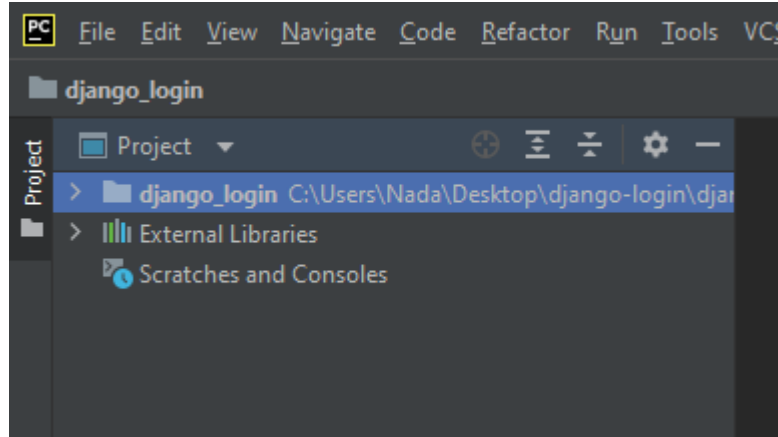 PC File Edit View Navigate Code Refactor Run Tools
django_login
Project
Project
django_login C:\Users\Nada\Desktop\django-login\
External Libraries
Scratches and Consoles